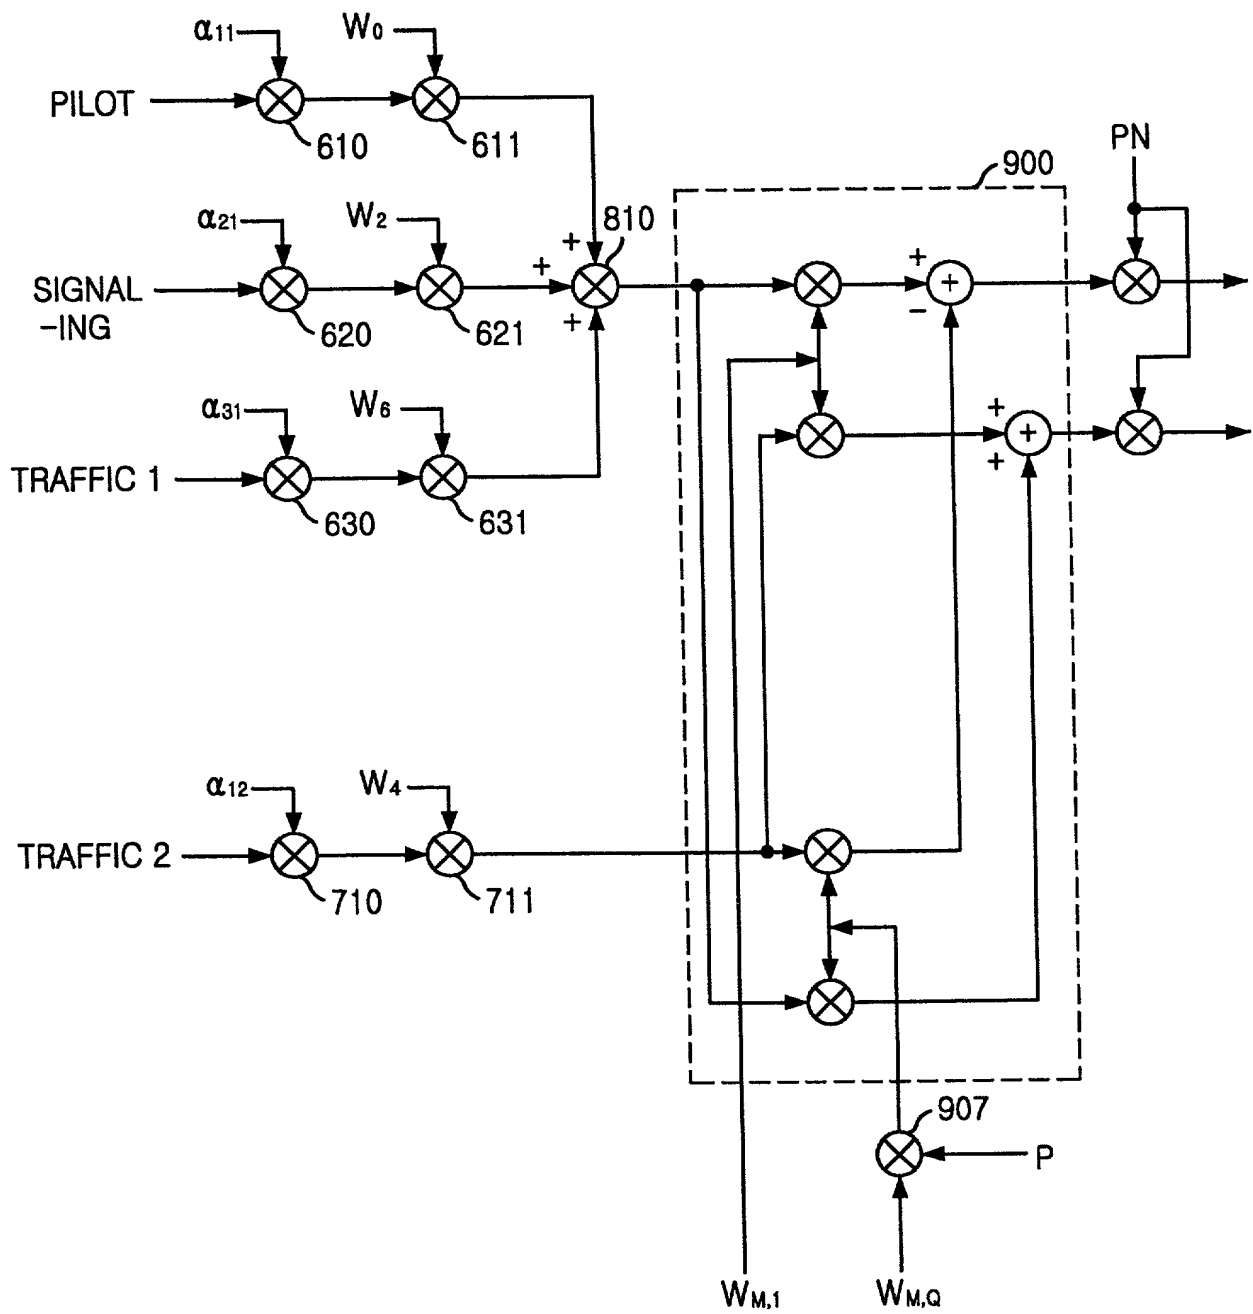 α11
W0
PILOT
610
611
PN
900
α21
W2
810
+
+
+
SIGNAL
-ING
620
621
+
+
−
α31
W6
TRAFFIC 1
630
631
+
+
+
α12
W4
TRAFFIC 2
710
711
907
P
WM,1
WM,Q